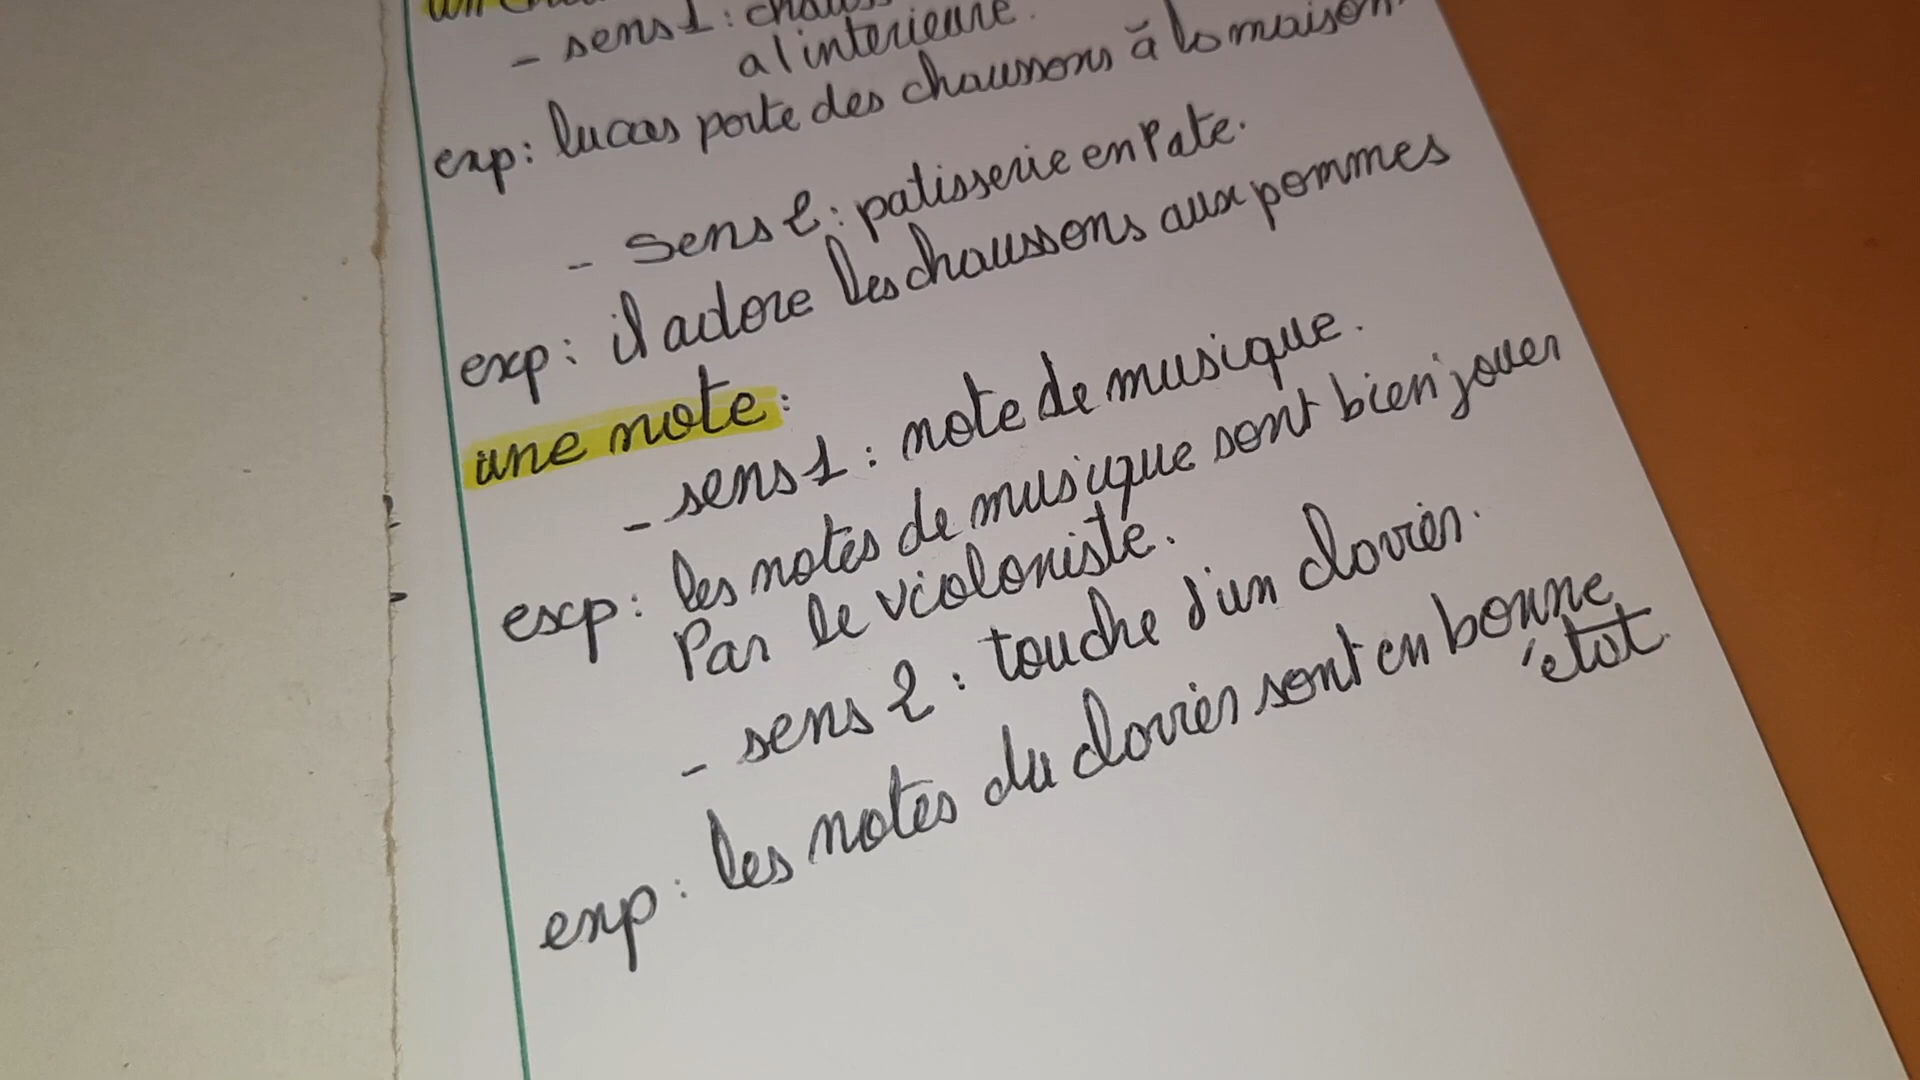 un
- sens 1 : chauss
a l'interieure.
exp : lucas porte des chaussons à la maison.
- Sens 2 : patisserie en Pate.
exp : il adore les chaussons aux pommes
une note :
- sens 1 : note de musique.
exp : les notes de musique sont bien jouer
Par le violoniste.
- sens 2 : touche d'un clavier.
exp : les notes du clavier sont en bonne
état.